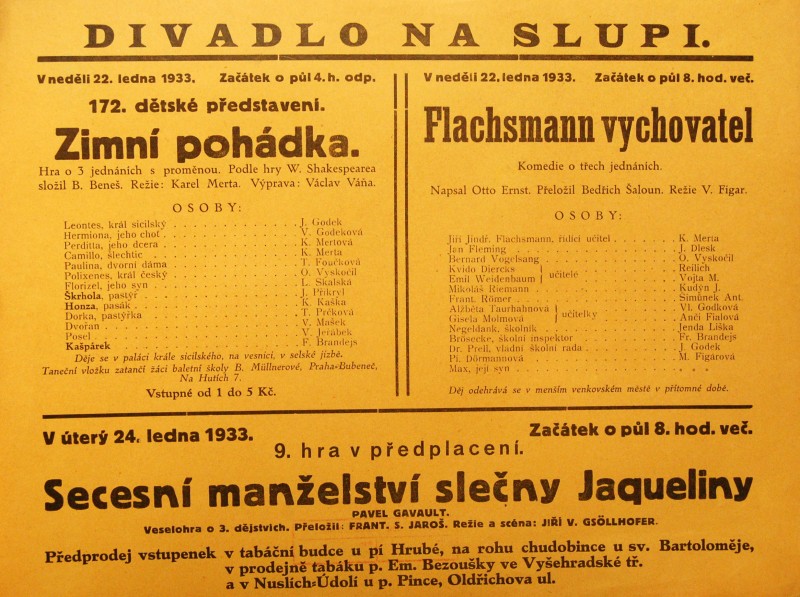 DIVADLO NA SLUPI.
V neděli 22. ledna 1933. Začátek o půl 4. h. odp.
172. dětské představení.
Zimní pohádka.
Hra o 3 jednáních s proměnou. Podle hry W. Shakespearea
složil B. Beneš. Režie: Karel Merta. Výprava: Václav Váňa.
OSOBY:
Leontes, král sicilský . . . . . . . . . . . J. Godek
Hermiona, jeho choť . . . . . . . . . . . V. Godeková
Perditta, jeho dcera . . . . . . . . . . . K. Mertová
Camillo, šlechtic . . . . . . . . . . . K. Merta
Paulina, dvorní dáma . . . . . . . . . . . T. Foučková
Polixenes, král český . . . . . . . . . . . O. Vyskočil
Florizel, jeho syn . . . . . . . . . . . L. Skalská
Škrhola, pastýř . . . . . . . . . . . J. Přikryl
Honza, pasák . . . . . . . . . . . K. Kaška
Dorka, pastýřka . . . . . . . . . . . T. Prčková
Dvořan . . . . . . . . . . . V. Mašek
Posel . . . . . . . . . . . V. Jeřábek
Kašpárek . . . . . . . . . . . F. Brandejs
Děje se v paláci krále sicilského, na vesnici, v selské jizbě.
Taneční vložku zatančí žáci baletní školy B. Müllnerové, Praha-Bubeneč,
Na Hutích 7.
Vstupné od 1 do 5 Kč.
V neděli 22. ledna 1933. Začátek o půl 8. hod. več.
Flachsmann vychovatel
Komedie o třech jednáních.
Napsal Otto Ernst. Přeložil Bedřich Šaloun. Režie V. Figar.
OSOBY:
Jiří Jindř. Flachsmann, řídící učitel . . . . . . . K. Merta
Jan Fleming . . . . . . . J. Dlesk
Bernard Vogelsang . . . . . . . O. Vyskočil
Kvido Diercks } učitelé . . . . . . . Reilich
Emil Weidenbaum . . . . . . . Vojta M.
Mikoláš Riemann . . . . . . . Kudýn J.
Frant. Römer . . . . . . . Šimůnek Ant.
Alžběta Taurhahnová } učitelky . . . . . . . Vl. Godková
Gisela Molmová . . . . . . . Anči Fialová
Negeldank, školník . . . . . . . Jenda Liška
Brösecke, školní inspektor . . . . . . . Fr. Brandejs
Dr. Preil, vládní školní rada . . . . . . . J. Godek
Pí. Dörmannová . . . . . . . M. Figarová
Max, její syn . . . . . . . * * *
Děj odehrává se v menším venkovském městě v přítomné době.
V úterý 24. ledna 1933. Začátek o půl 8. hod. več.
9. hra v předplacení.
Secesní manželství slečny Jaqueliny
PAVEL GAVAULT.
Veselohra o 3. dějstvích. Přeložil: FRANT. S. JAROŠ. Režie a scéna: JIŘÍ V. GSÖLLHOFER.
Předprodej vstupenek v tabáční budce u pí Hrubé, na rohu chudobince u sv. Bartoloměje,
v prodejně tabáku p. Em. Bezoušky ve Vyšehradské tř.
a v Nuslích-Údolí u p. Pince, Oldřichova ul.